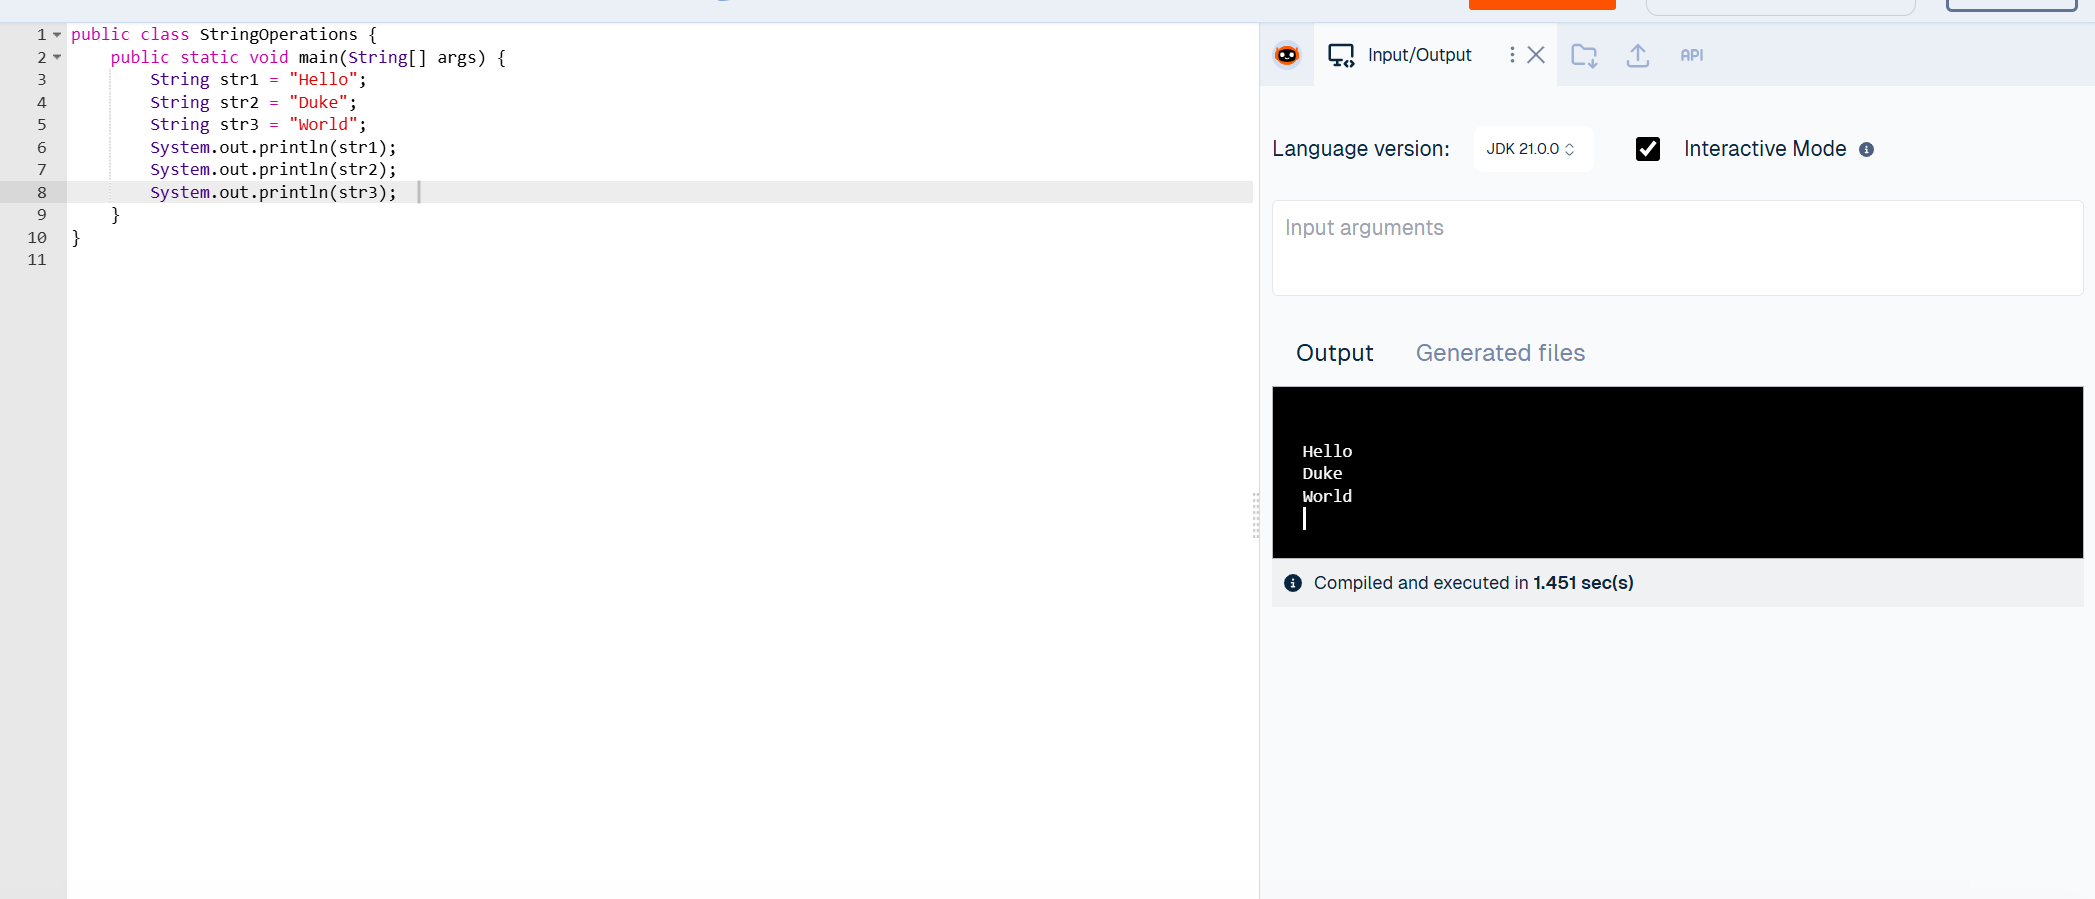 1 public class StringOperations {
2 public static void main(String[] args) {
3 String str1 = "Hello";
4 String str2 = "Duke";
5 String str3 = "World";
6 System.out.println(str1);
7 System.out.println(str2);
8 System.out.println(str3);
9 }
10 }
11
Input/Output
API
Language version: JDK 21.0.0 Interactive Mode
Input arguments
Output Generated files
Hello
Duke
World
Compiled and executed in 1.451 sec(s)